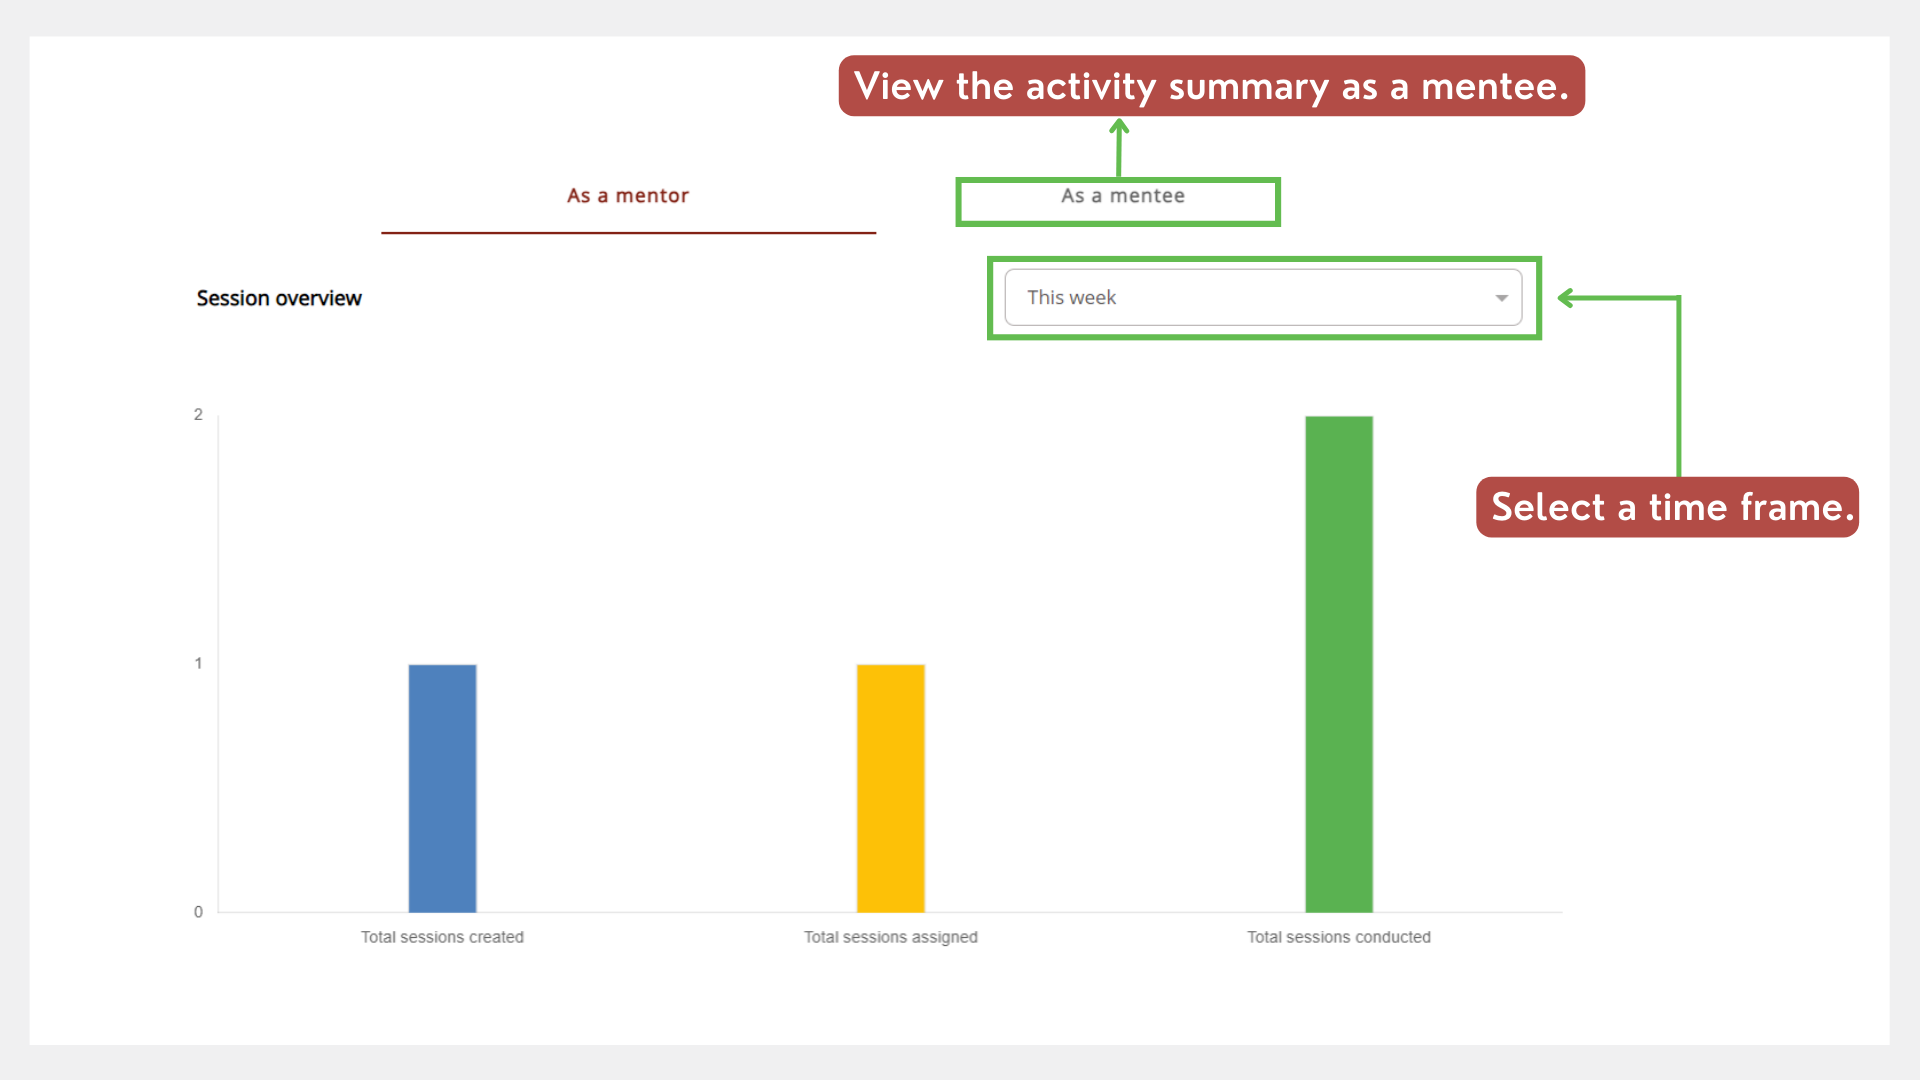 View the activity summary as a mentee.
As a mentor
As a mentee
Session overview
This week
Select a time frame.
2
1
0
Total sessions created
Total sessions assigned
Total sessions conducted